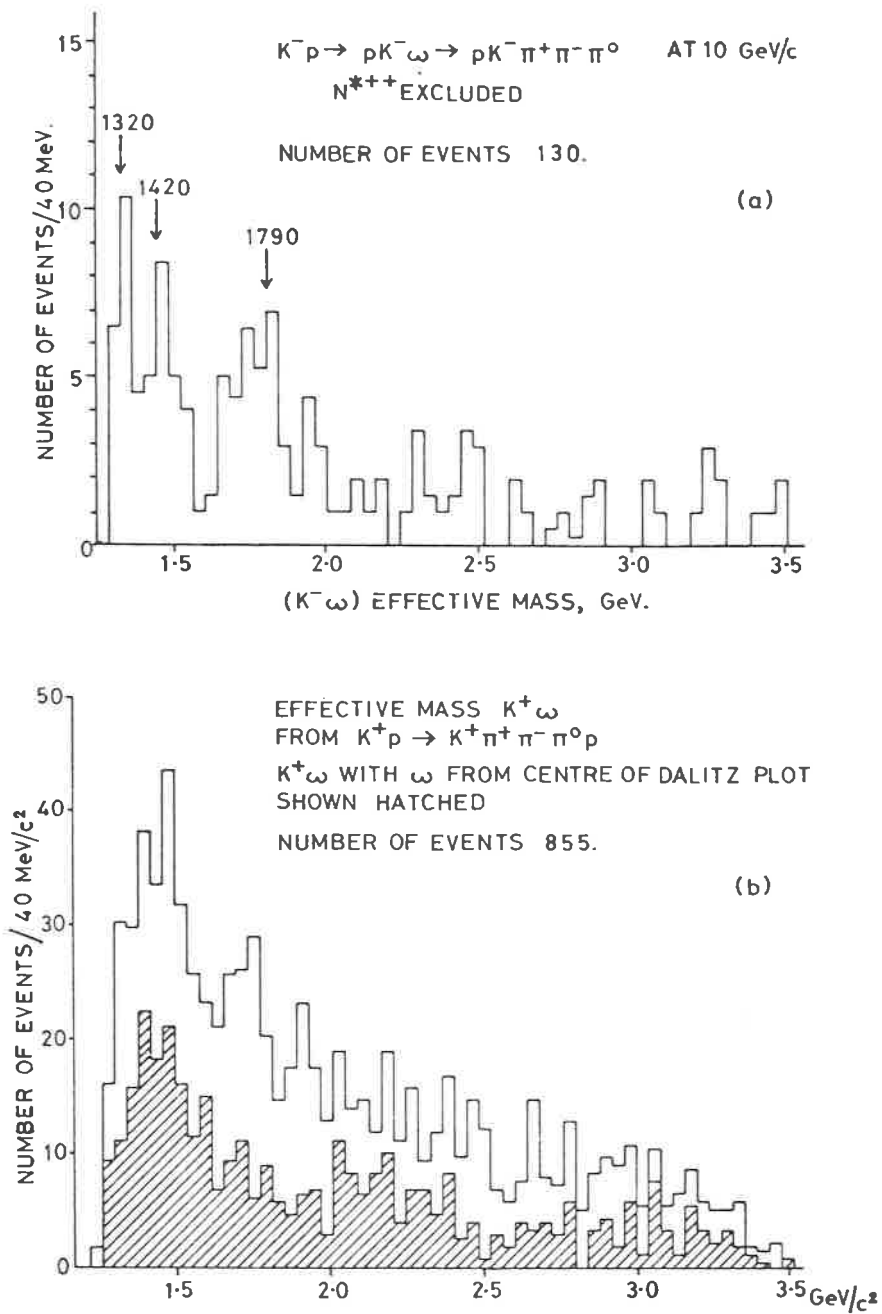 K⁻p → pK⁻ω → pK⁻π⁺π⁻π⁰ AT 10 GeV/c
N*⁺⁺ EXCLUDED
NUMBER OF EVENTS 130.
(a)
1320
1420
1790
NUMBER OF EVENTS/40 MeV.
15
10
5
0
1·5
2·0
2·5
3·0
3·5
(K⁻ω) EFFECTIVE MASS, GeV.
EFFECTIVE MASS K⁺ω
FROM K⁺p → K⁺π⁺π⁻π⁰p
K⁺ω WITH ω FROM CENTRE OF DALITZ PLOT
SHOWN HATCHED
NUMBER OF EVENTS 855.
(b)
NUMBER OF EVENTS/ 40 MeV/c²
50
40
30
20
10
0
1·5
2·0
2·5
3·0
3·5
GeV/c²